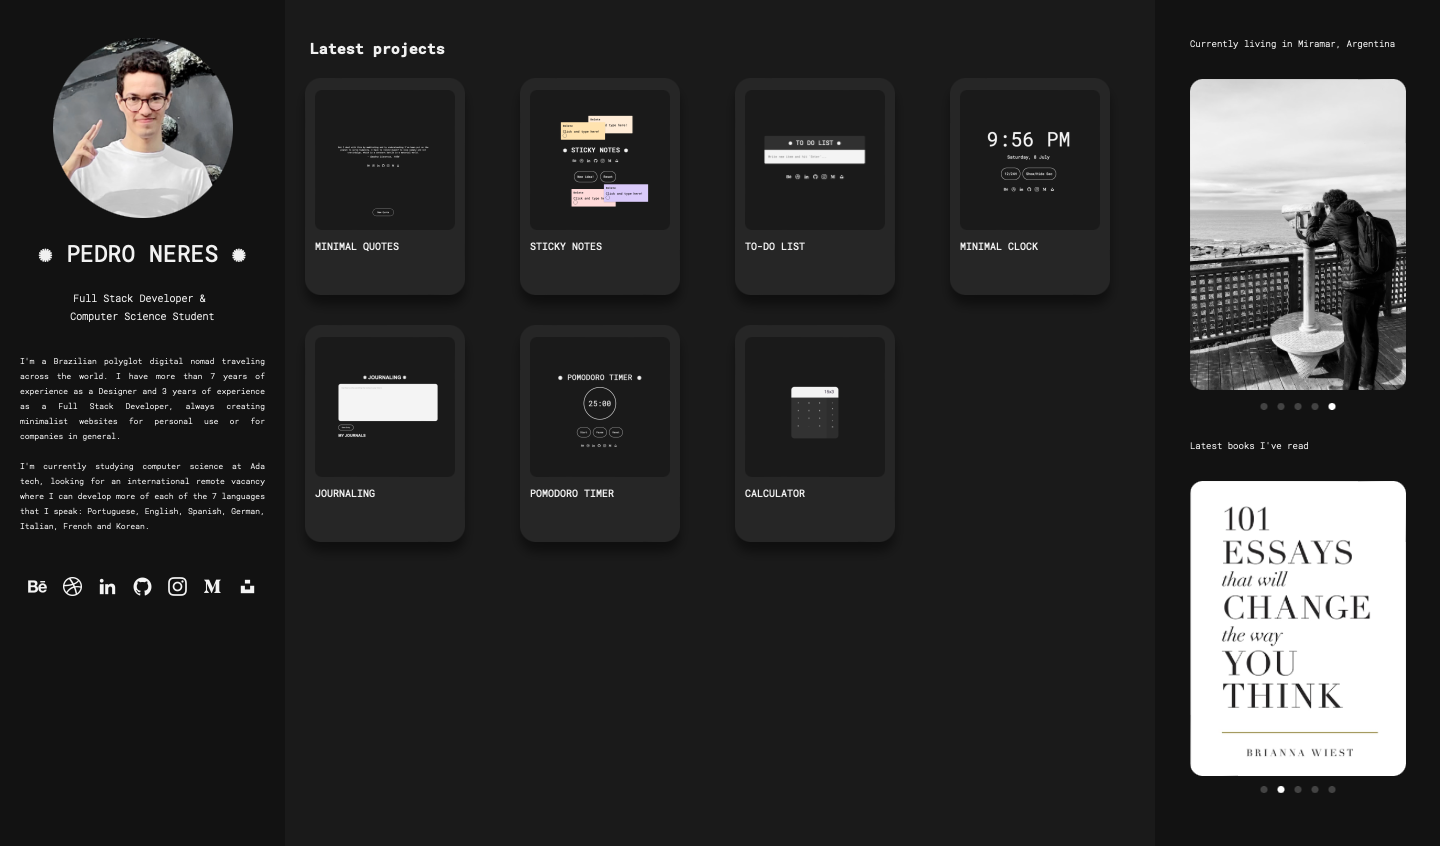 PEDRO NERES
Full Stack Developer &
Computer Science Student
I'm a Brazilian polyglot digital nomad traveling
across the world. I have more than 7 years of
experience as a Designer and 3 years of experience
as a Full Stack Developer, always creating
minimalist websites for personal use or for
companies in general.
I'm currently studying computer science at Ada
tech, looking for an international remote vacancy
where I can develop more of each of the 7 languages
that I speak: Portuguese, English, Spanish, German,
Italian, French and Korean.
Bē
in
M
Latest projects
MINIMAL QUOTES
STICKY NOTES
Click and type here!
STICKY NOTES
TO DO LIST
TO-DO LIST
9:56 PM
Saturday, 8 July
MINIMAL CLOCK
JOURNALING
MY JOURNALS
JOURNALING
POMODORO TIMER
25:00
POMODORO TIMER
CALCULATOR
Currently living in Miramar, Argentina
Latest books I've read
101
ESSAYS
that will
CHANGE
the way
YOU
THINK
BRIANNA WIEST